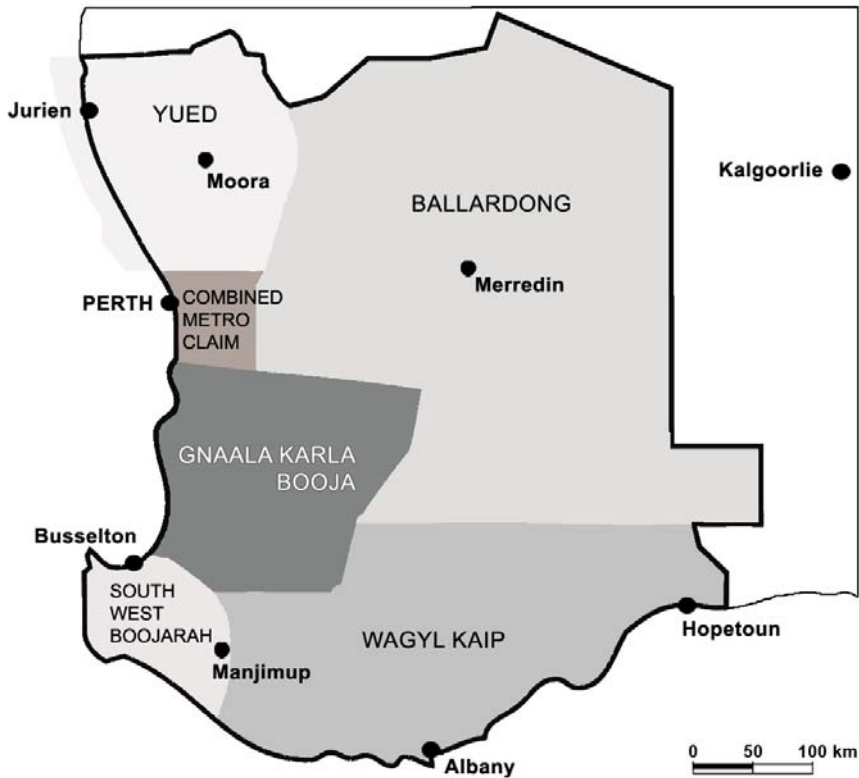 Jurien
YUED
Moora
Kalgoorlie
BALLARDONG
Merredin
PERTH
COMBINED
METRO
CLAIM
GNAALA KARLA
BOOJA
Busselton
SOUTH
WEST
BOOJARAH
Manjimup
WAGYL KAIP
Hopetoun
Albany
0 50 100 km